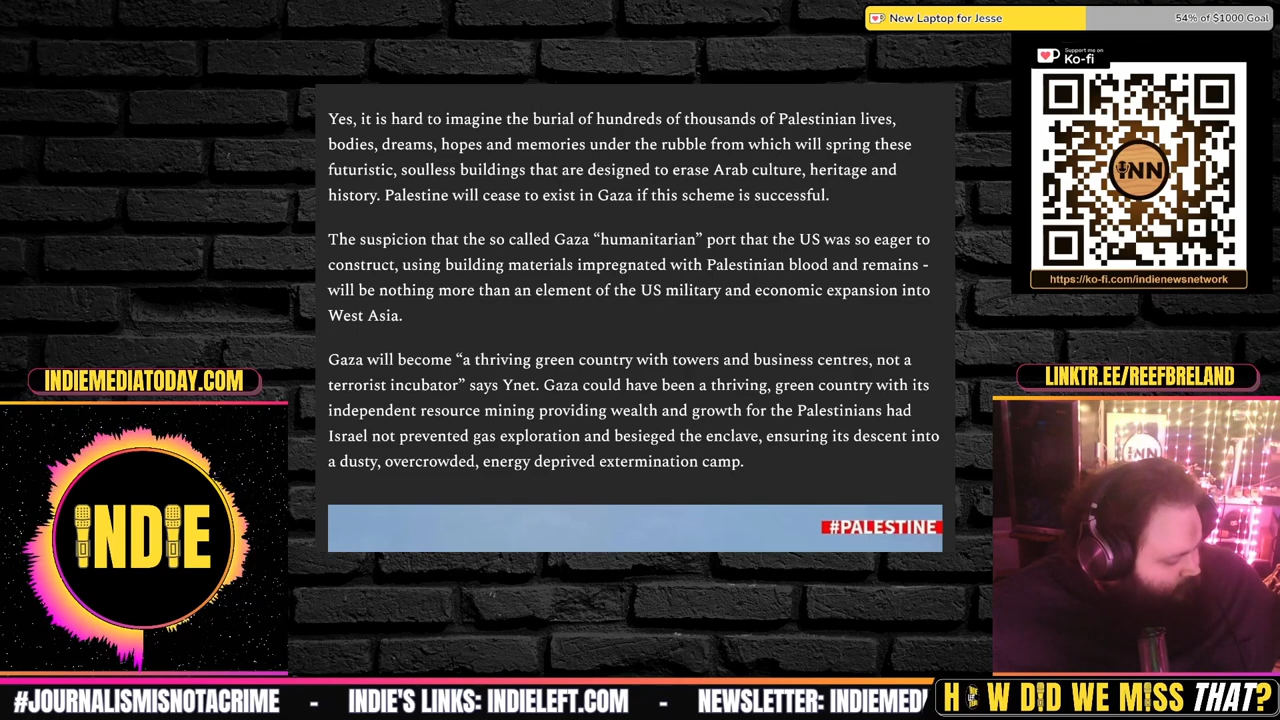 New Laptop for Jesse
54% of $1000 Goal
Support me on
Ko-fi
iNN
https://ko-fi.com/indienewsnetwork
Yes, it is hard to imagine the burial of hundreds of thousands of Palestinian lives,
bodies, dreams, hopes and memories under the rubble from which will spring these
futuristic, soulless buildings that are designed to erase Arab culture, heritage and
history. Palestine will cease to exist in Gaza if this scheme is successful.
The suspicion that the so called Gaza “humanitarian” port that the US was so eager to
construct, using building materials impregnated with Palestinian blood and remains -
will be nothing more than an element of the US military and economic expansion into
West Asia.
Gaza will become “a thriving green country with towers and business centres, not a
terrorist incubator” says Ynet. Gaza could have been a thriving, green country with its
independent resource mining providing wealth and growth for the Palestinians had
Israel not prevented gas exploration and besieged the enclave, ensuring its descent into
a dusty, overcrowded, energy deprived extermination camp.
#PALESTINE
INDIEMEDIATODAY.COM
INDIE
LINKTR.EE/REEFBRELAND
#JOURNALISMISNOTACRIME - INDIE'S LINKS: INDIELEFT.COM - NEWSLETTER: INDIEMED
HOW DID WE MISS THAT?